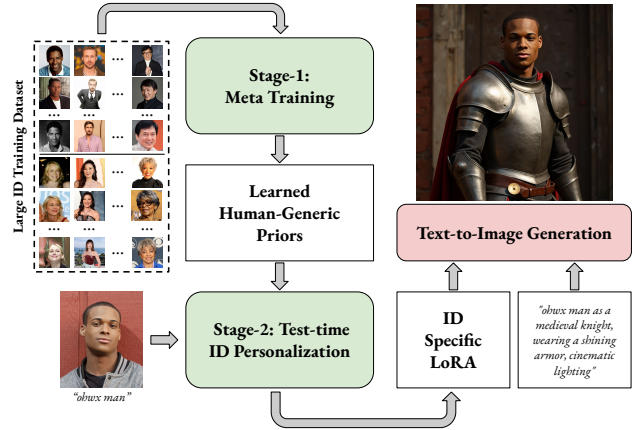 Large ID Training Dataset
...
...
...
...
...
...
...
...
...
...
Stage-1:
Meta Training
Learned
Human-Generic
Priors
Stage-2: Test-time
ID Personalization
"ohwx man"
Text-to-Image Generation
ID
Specific
LoRA
"ohwx man as a
medieval knight,
wearing a shining
armor, cinematic
lighting"